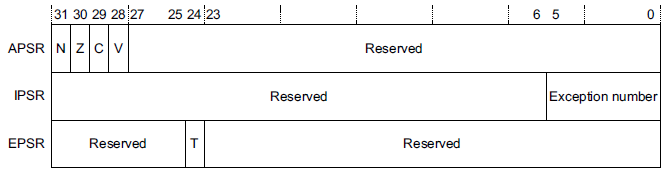 31 30 29 28 27 25 24 23 6 5 0
APSR N Z C V Reserved
IPSR Reserved Exception number
EPSR Reserved T Reserved